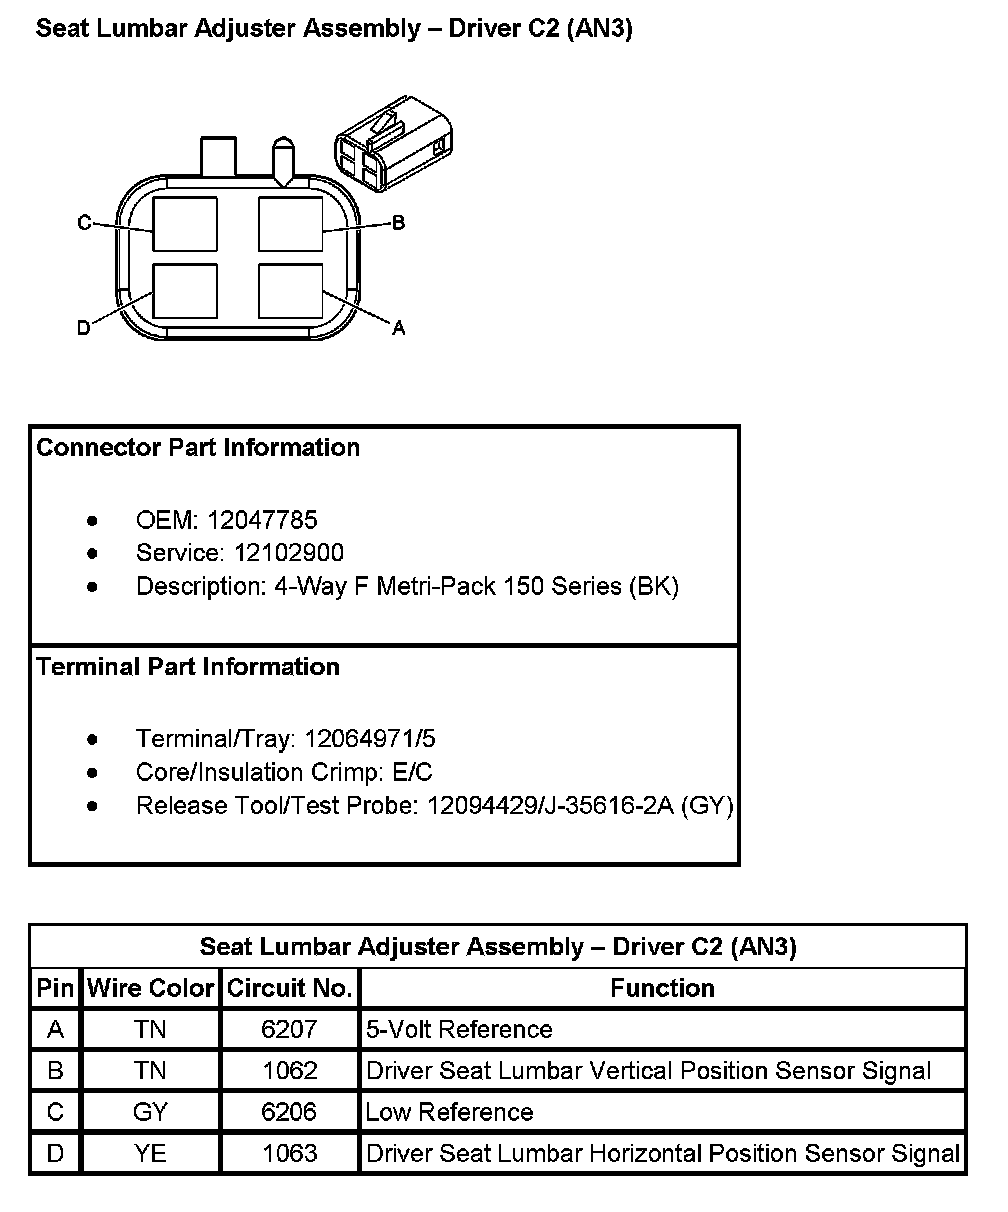 Seat Lumbar Adjuster Assembly – Driver C2 (AN3)
C
B
D
A
Connector Part Information
• OEM: 12047785
• Service: 12102900
• Description: 4-Way F Metri-Pack 150 Series (BK)
Terminal Part Information
• Terminal/Tray: 12064971/5
• Core/Insulation Crimp: E/C
• Release Tool/Test Probe: 12094429/J-35616-2A (GY)
Seat Lumbar Adjuster Assembly – Driver C2 (AN3)
Pin Wire Color Circuit No. Function
A TN 6207 5-Volt Reference
B TN 1062 Driver Seat Lumbar Vertical Position Sensor Signal
C GY 6206 Low Reference
D YE 1063 Driver Seat Lumbar Horizontal Position Sensor Signal